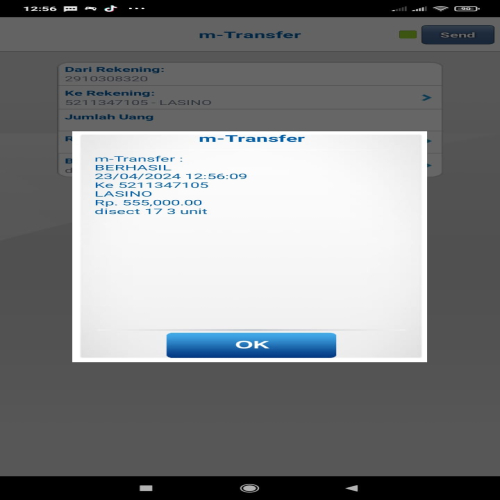 12:56
90
m-Transfer
Send
Dari Rekening:
2910308320
Ke Rekening:
5211347105 - LASINO
Jumlah Uang
m-Transfer
m-Transfer :
BERHASIL
23/04/2024 12:56:09
Ke 5211347105
LASINO
Rp. 555,000.00
disect 17 3 unit
OK